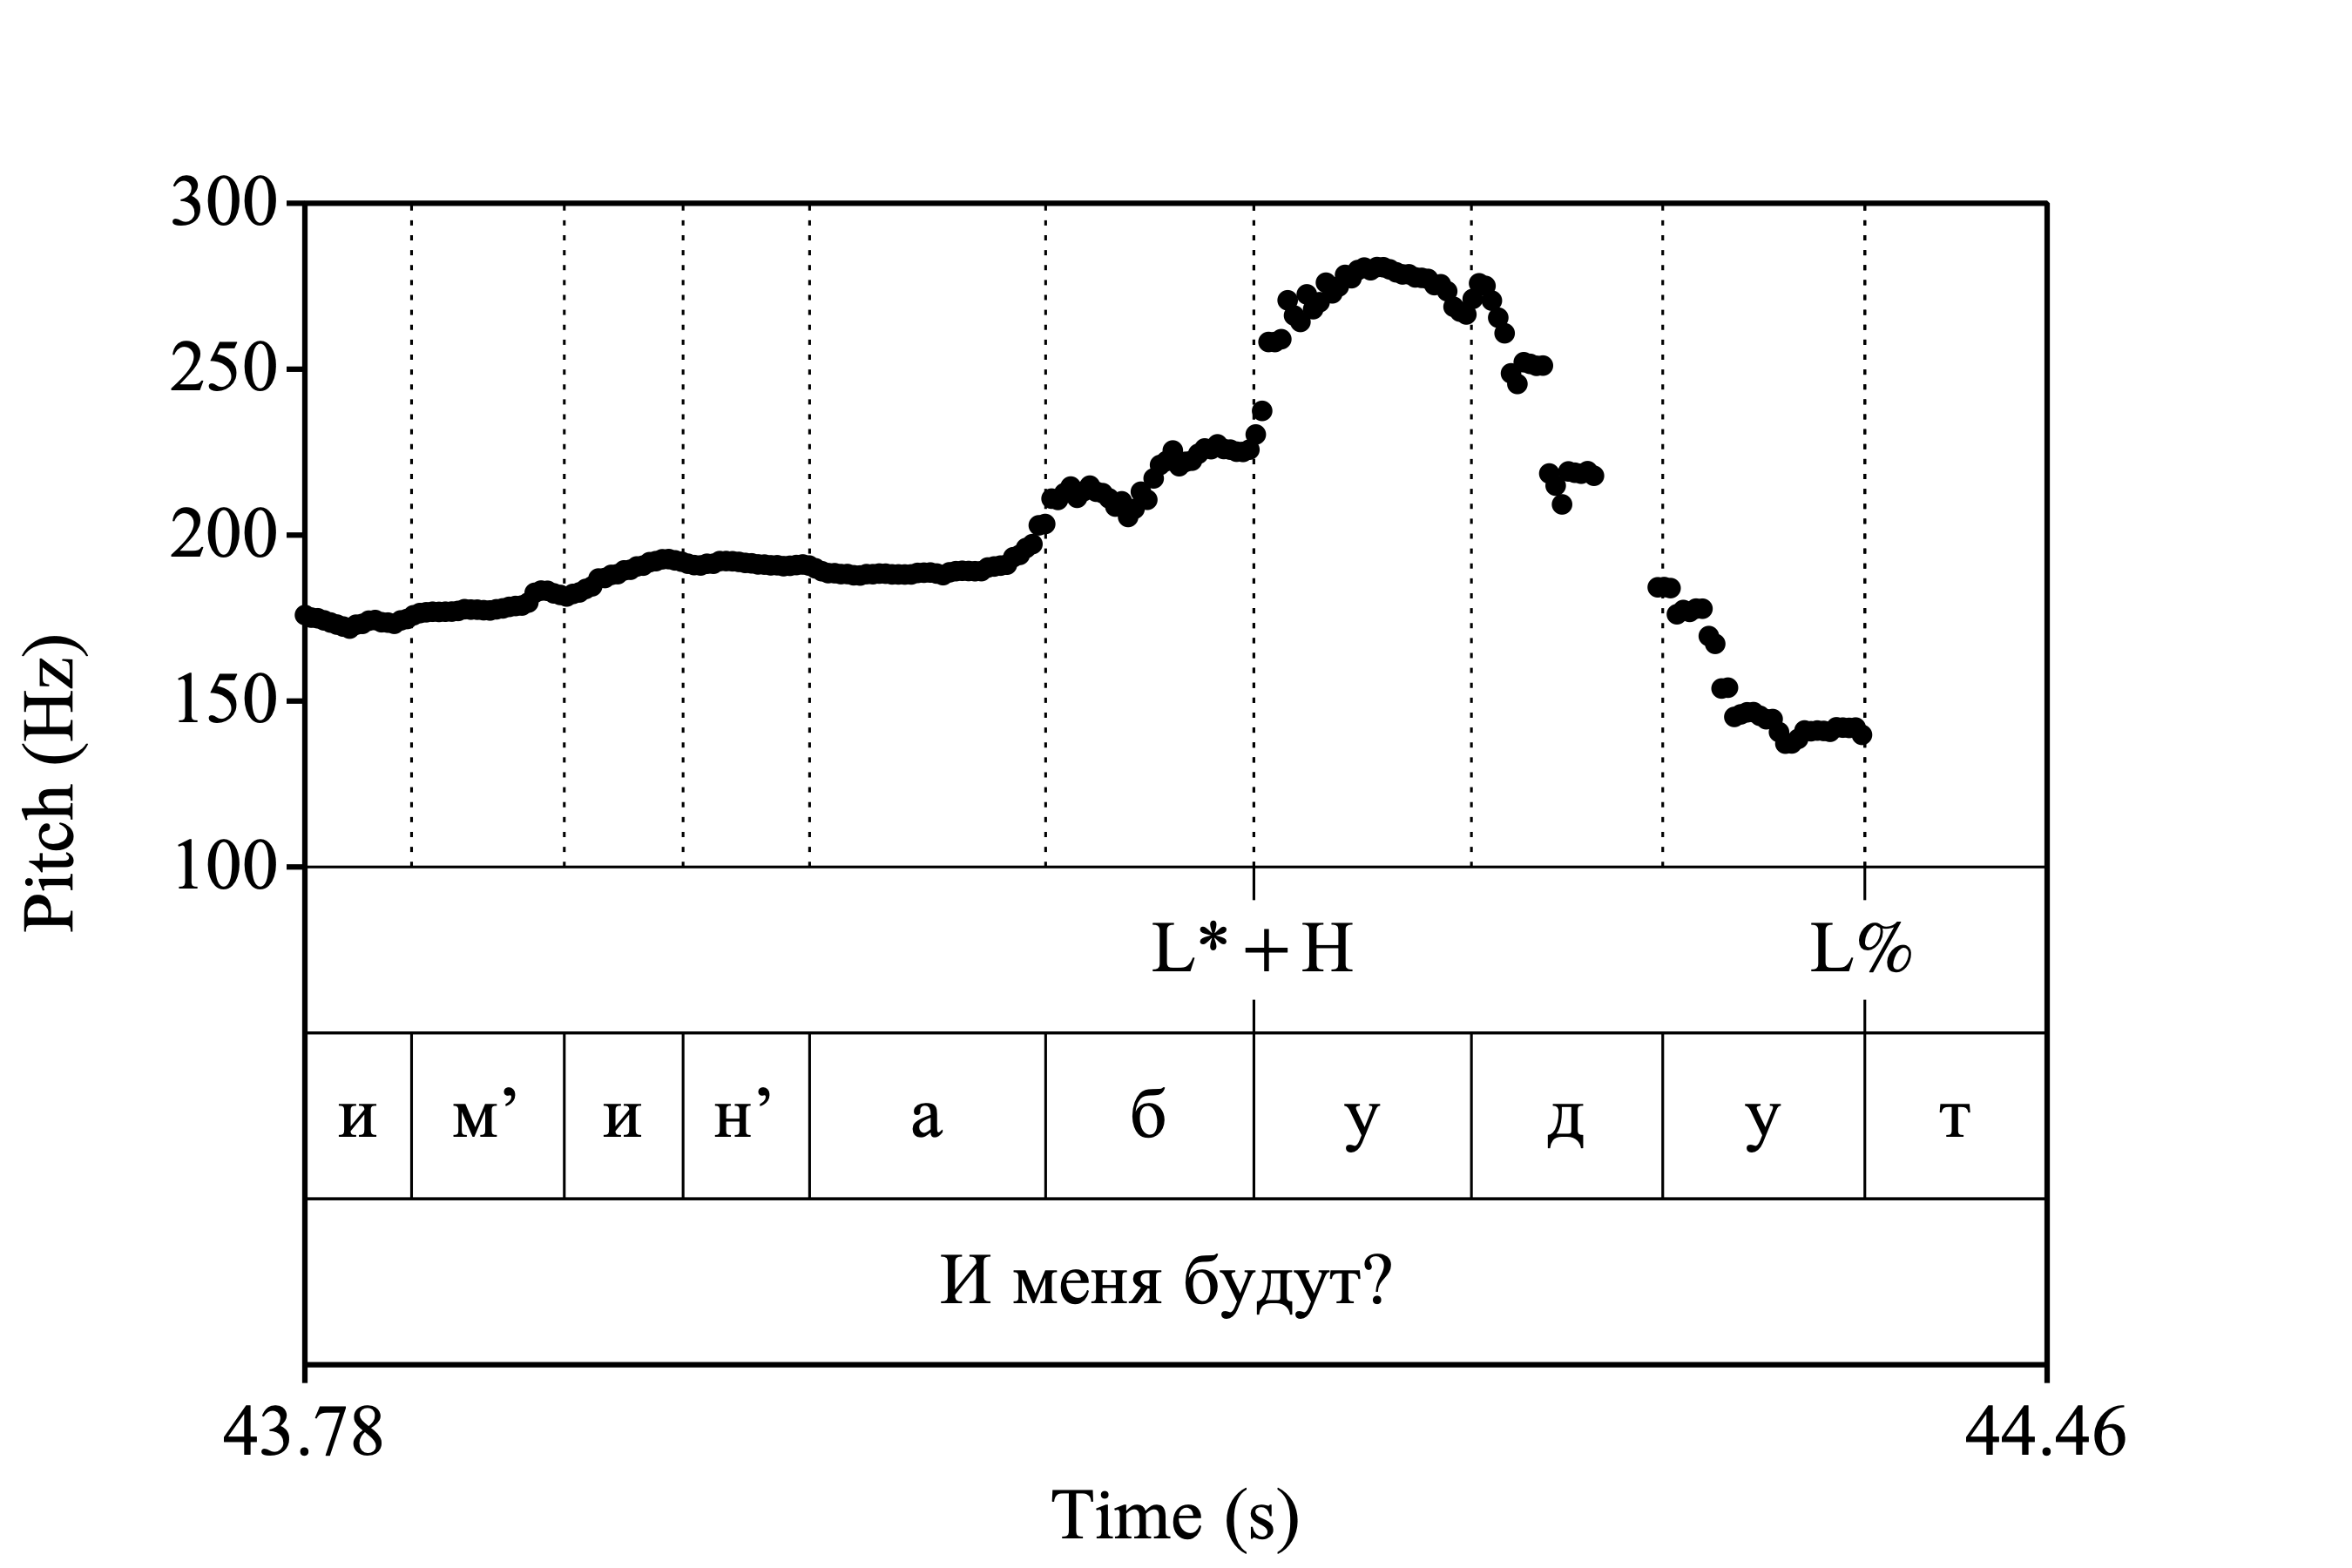 300
250
200
150
100
Pitch (Hz)
L*+H L%
и м’ и н’ а б у д у т
И меня будут?
43.78 44.46
Time (s)